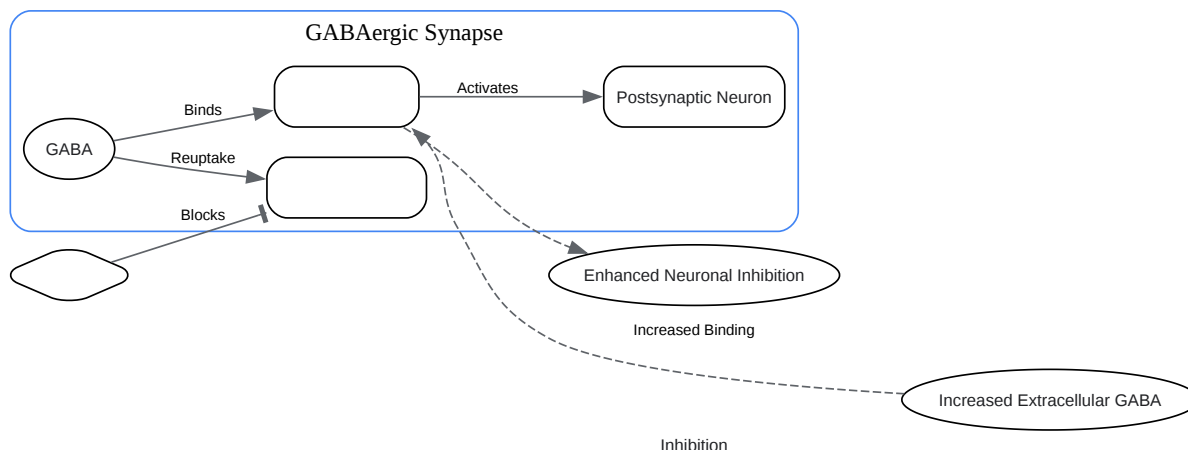 GABAergic Synapse
Activates
Postsynaptic Neuron
Binds
GABA
Reuptake
Blocks
Enhanced Neuronal Inhibition
Increased Binding
Increased Extracellular GABA
Inhibition